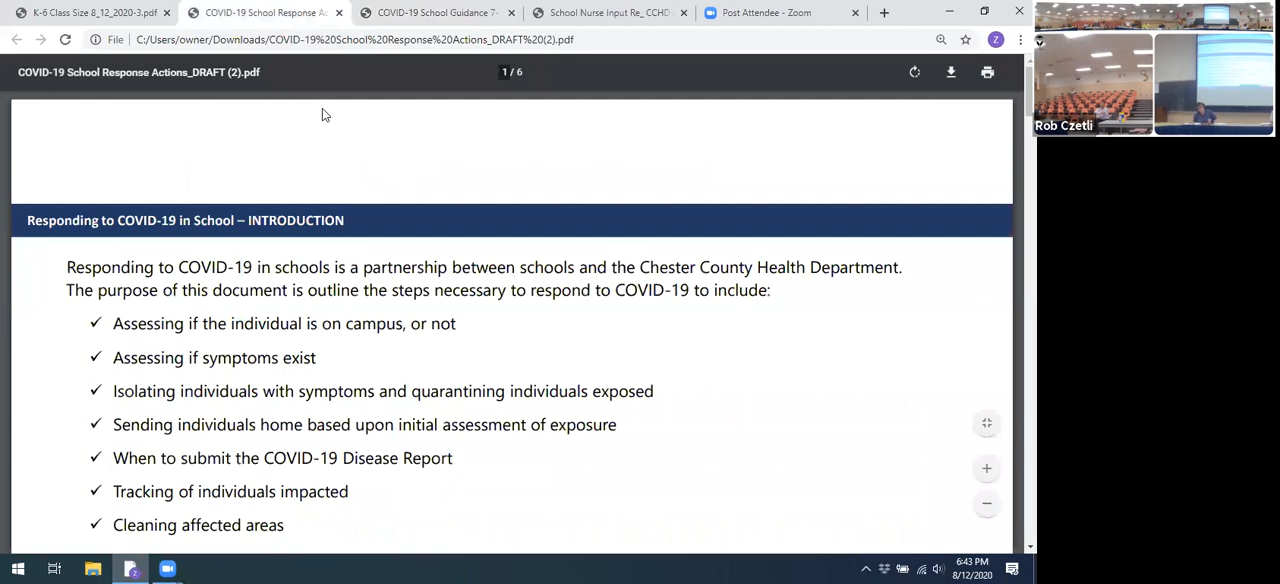 K-6 Class Size 8_12_2020-3.pdf
COVID-19 School Response Ac
COVID-19 School Guidance 7-
School Nurse Input Re_ CCHD
Post Attendee - Zoom
File
C:/Users/owner/Downloads/COVID-19%20School%20Response%20Actions_DRAFT%20(2).pdf
Z
COVID-19 School Response Actions_DRAFT (2).pdf
1 / 6
Rob Czetli
Responding to COVID-19 in School – INTRODUCTION
Responding to COVID-19 in schools is a partnership between schools and the Chester County Health Department.
The purpose of this document is outline the steps necessary to respond to COVID-19 to include:
✓ Assessing if the individual is on campus, or not
✓ Assessing if symptoms exist
✓ Isolating individuals with symptoms and quarantining individuals exposed
✓ Sending individuals home based upon initial assessment of exposure
✓ When to submit the COVID-19 Disease Report
✓ Tracking of individuals impacted
✓ Cleaning affected areas
6:43 PM
8/12/2020